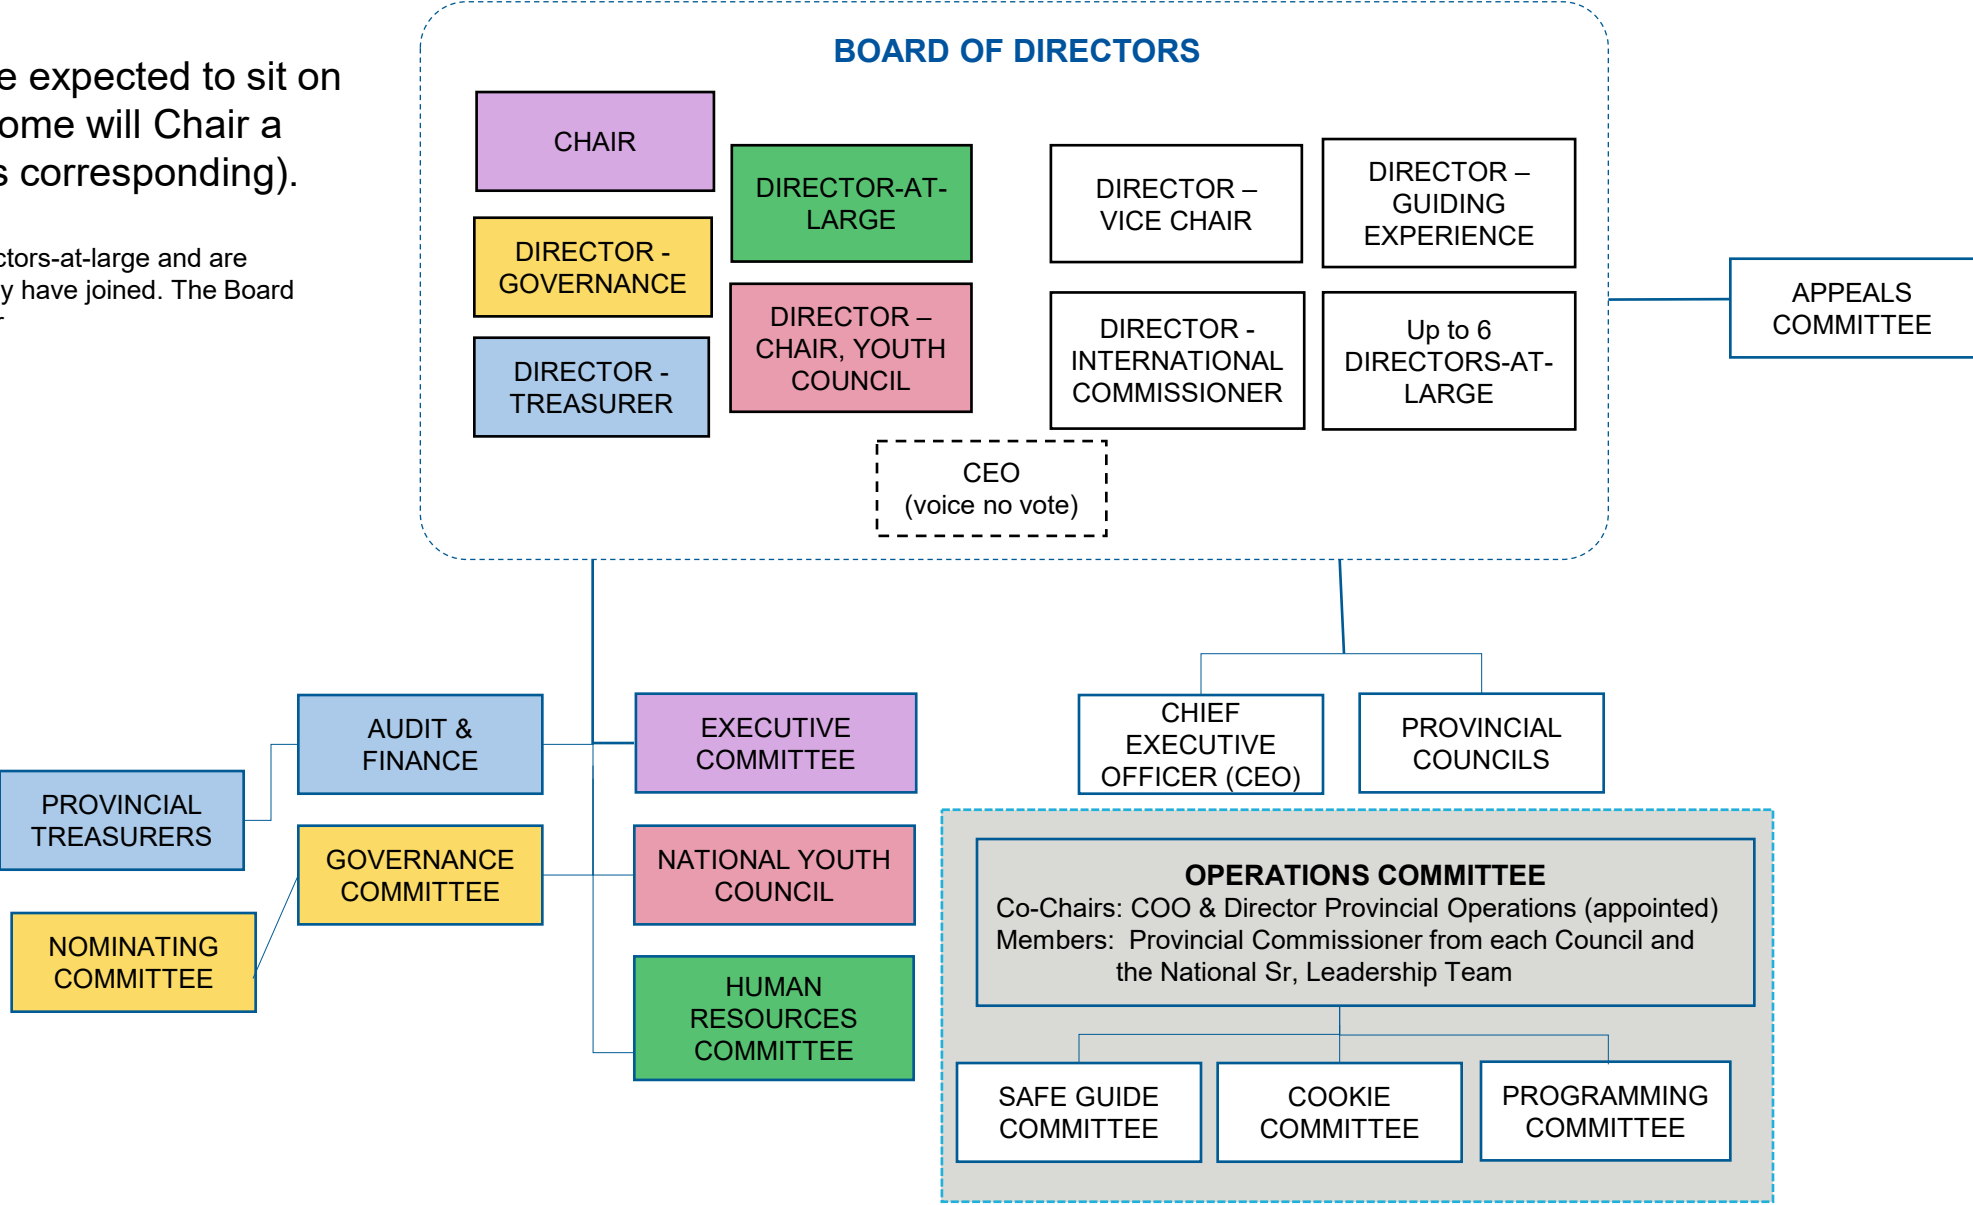 BOARD OF DIRECTORS
e expected to sit on
ome will Chair a
s corresponding).
ctors-at-large and are
y have joined. The Board
CHAIR
DIRECTOR -
GOVERNANCE
DIRECTOR -
TREASURER
DIRECTOR-AT-
LARGE
DIRECTOR –
CHAIR, YOUTH
COUNCIL
DIRECTOR –
VICE CHAIR
DIRECTOR –
GUIDING
EXPERIENCE
DIRECTOR -
INTERNATIONAL
COMMISSIONER
Up to 6
DIRECTORS-AT-
LARGE
CEO
(voice no vote)
APPEALS
COMMITTEE
AUDIT &
FINANCE
EXECUTIVE
COMMITTEE
PROVINCIAL
TREASURERS
GOVERNANCE
COMMITTEE
NATIONAL YOUTH
COUNCIL
NOMINATING
COMMITTEE
HUMAN
RESOURCES
COMMITTEE
CHIEF
EXECUTIVE
OFFICER (CEO)
PROVINCIAL
COUNCILS
OPERATIONS COMMITTEE
Co-Chairs: COO & Director Provincial Operations (appointed)
Members:  Provincial Commissioner from each Council and
the National Sr, Leadership Team
SAFE GUIDE
COMMITTEE
COOKIE
COMMITTEE
PROGRAMMING
COMMITTEE